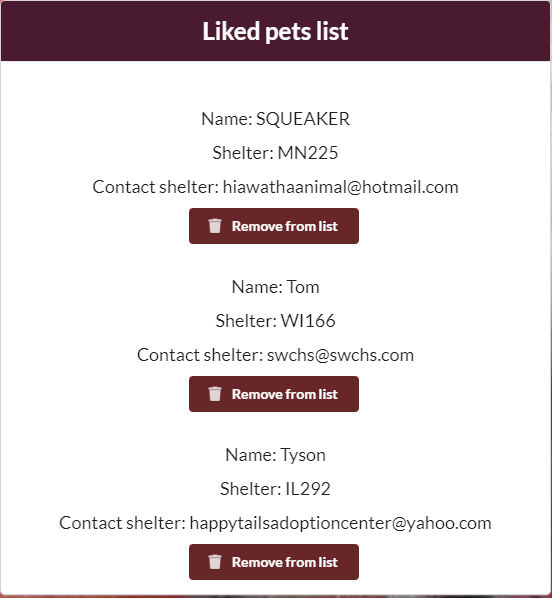 Liked pets list
Name: SQUEAKER
Shelter: MN225
Contact shelter: hiawathaanimal@hotmail.com
Remove from list
Name: Tom
Shelter: WI166
Contact shelter: swchs@swchs.com
Remove from list
Name: Tyson
Shelter: IL292
Contact shelter: happytailsadoptioncenter@yahoo.com
Remove from list